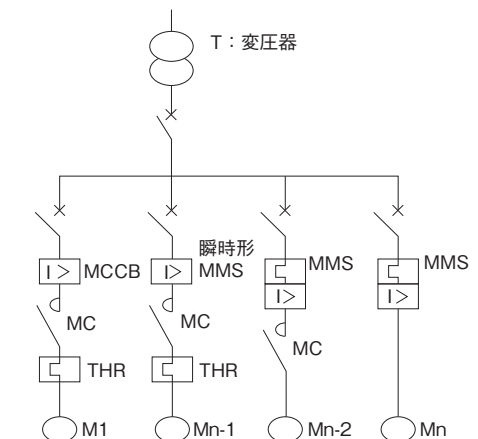 T：変圧器
瞬時形
I＞ MCCB I＞ MMS MMS MMS
I＞ I＞
MC MC
MC
THR THR
M1 Mn-1 Mn-2 Mn